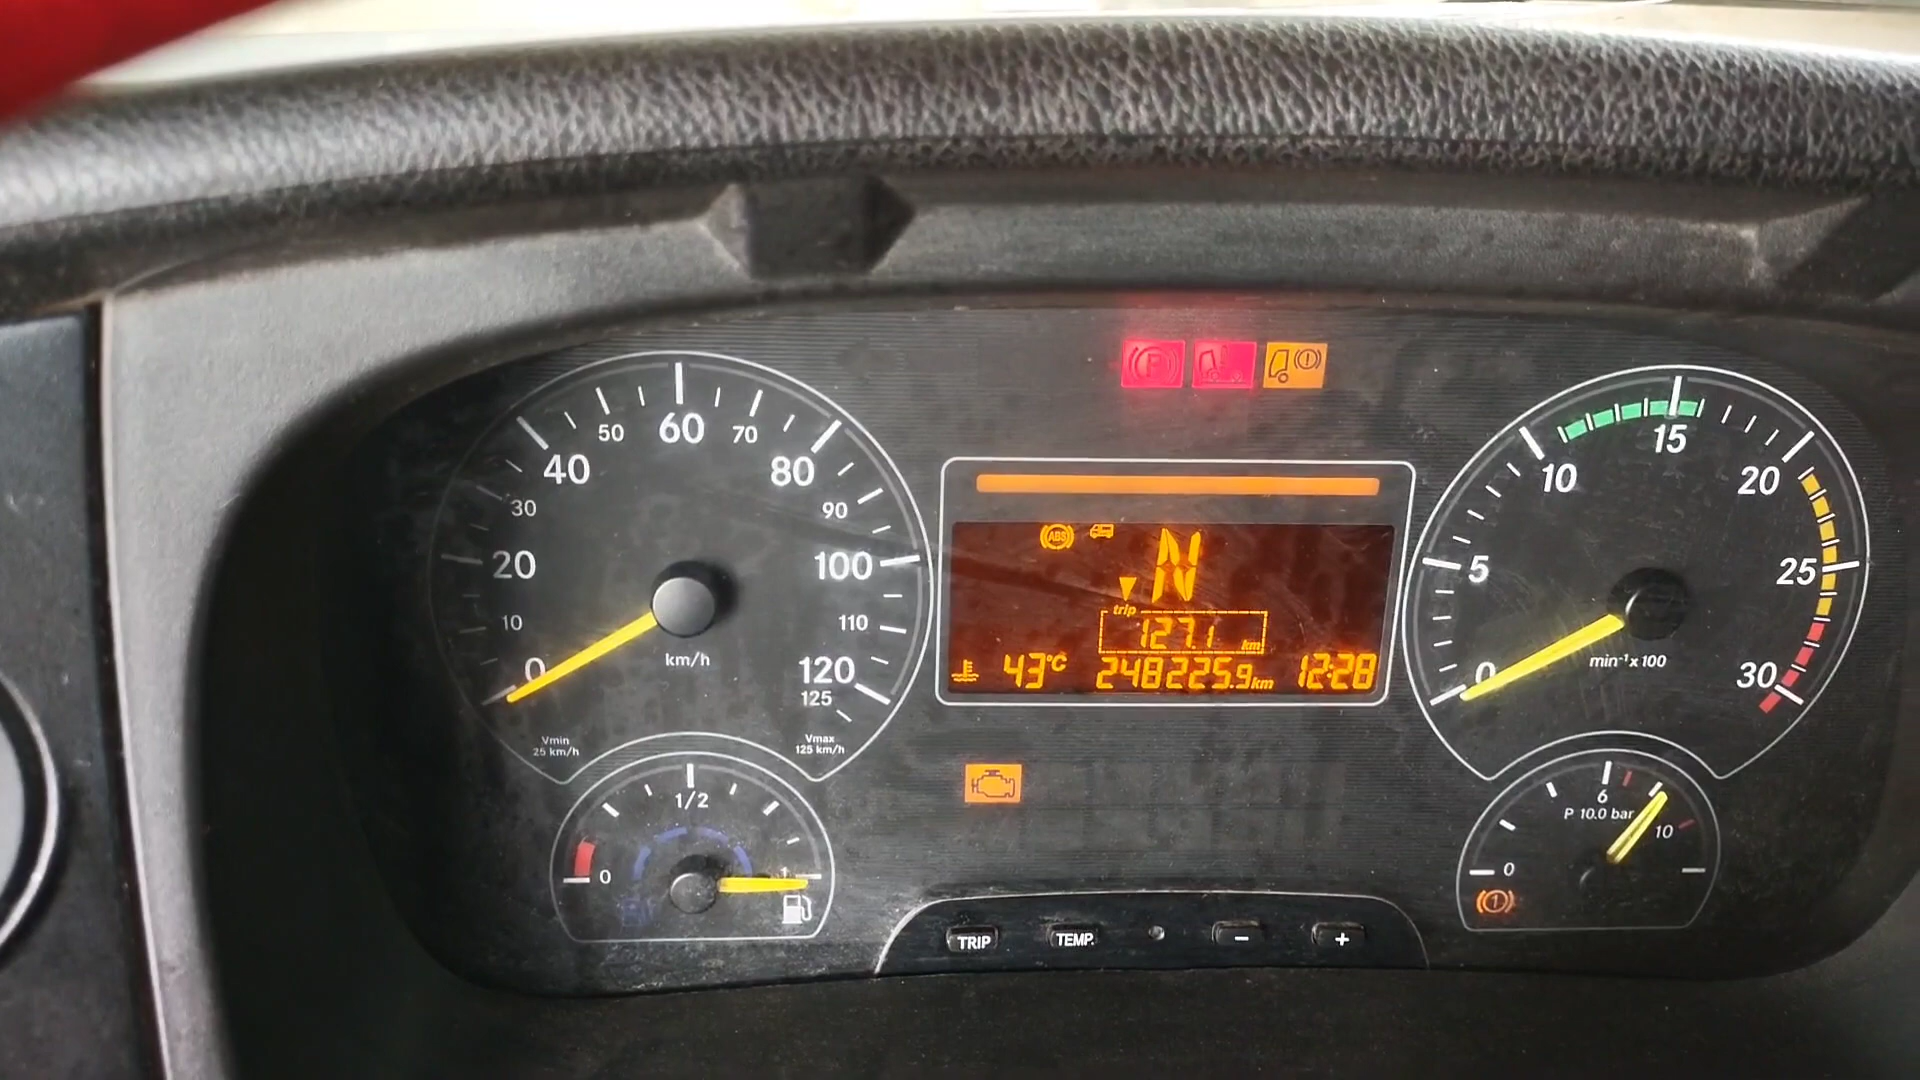 0
10
20
30
40
50
60
70
80
90
100
110
120
125
km/h
Vmin
25 km/h
Vmax
125 km/h
P
ABS
N
trip
127.1 km
43°C
248225.9 km
12:28
0
5
10
15
20
25
30
min⁻¹x100
0
1/2
0
6
10
P 10.0 bar
1
TRIP
TEMP.
−
+